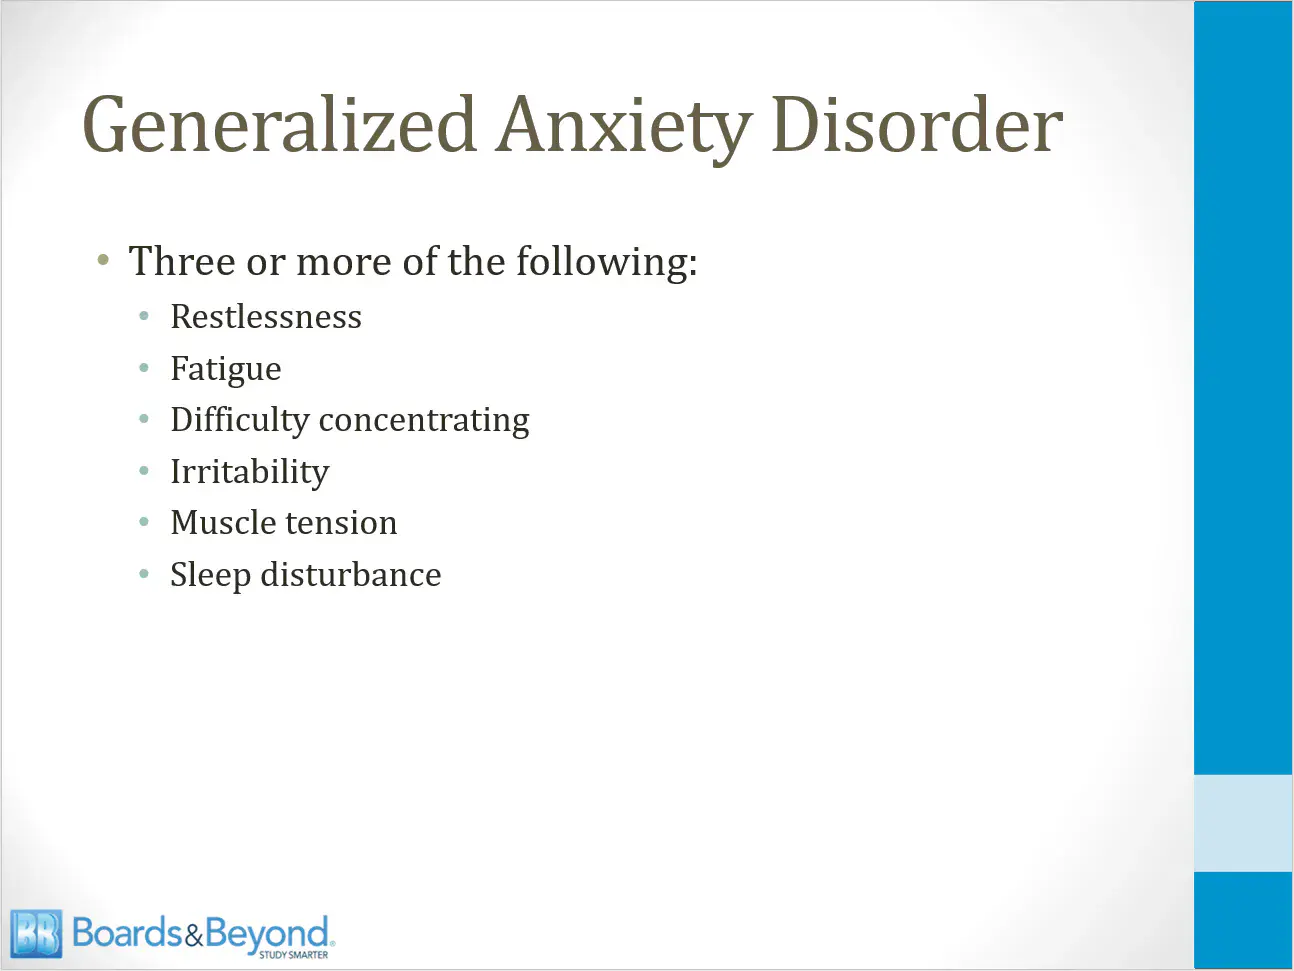 Generalized Anxiety Disorder
• Three or more of the following:
• Restlessness
• Fatigue
• Difficulty concentrating
• Irritability
• Muscle tension
• Sleep disturbance
BB Boards&Beyond®
STUDY SMARTER